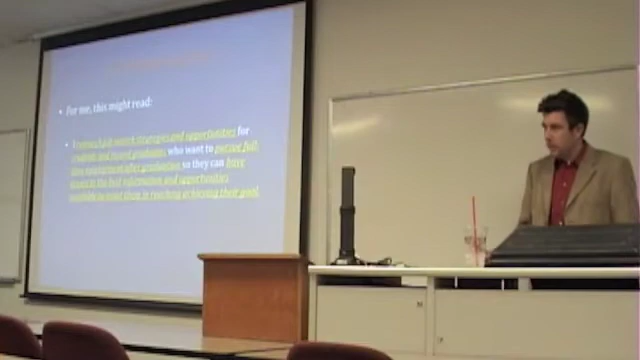 • For me, this might read:
• I research job search strategies and opportunities for
students and recent graduates who want to pursue full-
time employment after graduation so they can have
access to the best information and opportunities
available to assist them in reaching achieving their goal.